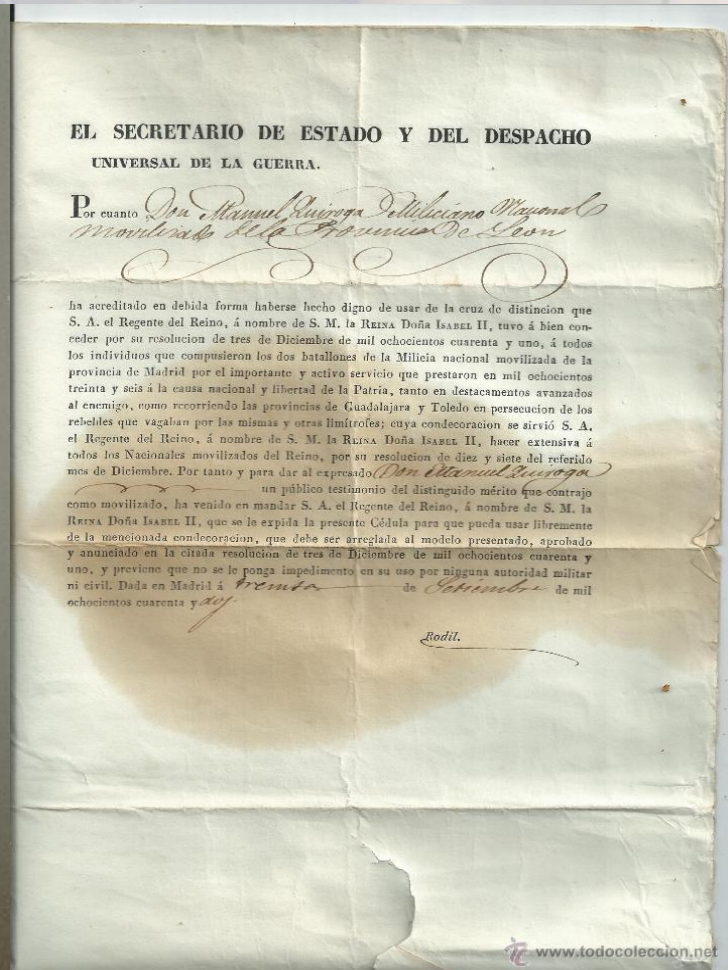 EL SECRETARIO DE ESTADO Y DEL DESPACHO
UNIVERSAL DE LA GUERRA.
Por cuanto Don Manuel Quiroga Miliciano Nacional
movilizado de la Provincia de Leon
ha acreditado en debida forma haberse hecho digno de usar de la cruz de distincion que
S. A. el Regente del Reino, á nombre de S. M. la REINA DOÑA ISABEL II, tuvo á bien con-
ceder por su resolucion de tres de Diciembre de mil ochocientos cuarenta y uno, á todos
los individuos que compusieron los dos batallones de la Milicia nacional movilizada de la
provincia de Madrid por el importante y activo servicio que prestaron en mil ochocientos
treinta y seis á la causa nacional y libertad de la Patria, tanto en destacamentos avanzados
al enemigo, como recorriendo las provincias de Guadalajara y Toledo en persecucion de los
rebeldes que vagaban por las mismas y otras limítrofes; cuya condecoracion se sirvió S. A.
el Regente del Reino, á nombre de S. M. la REINA DOÑA ISABEL II, hacer extensiva á
todos los Nacionales movilizados del Reino, por su resolucion de diez y siete del referido
mes de Diciembre. Por tanto y para dar al expresado Don Manuel Quiroga
un público testimonio del distinguido mérito que contrajo
como movilizado, ha venido en mandar S. A. el Regente del Reino, á nombre de S. M. la
REINA DOÑA ISABEL II, que se le expida la presente Cédula para que pueda usar libremente
de la mencionada condecoracion, que debe ser arreglada al modelo presentado, aprobado
y anunciado en la citada resolucion de tres de Diciembre de mil ochocientos cuarenta y
uno, y previene que no se le ponga impedimento en su uso por ninguna autoridad militar
ni civil. Dada en Madrid á treinta de Setiembre de mil
ochocientos cuarenta y dos
Rodil.
www.todocoleccion.net